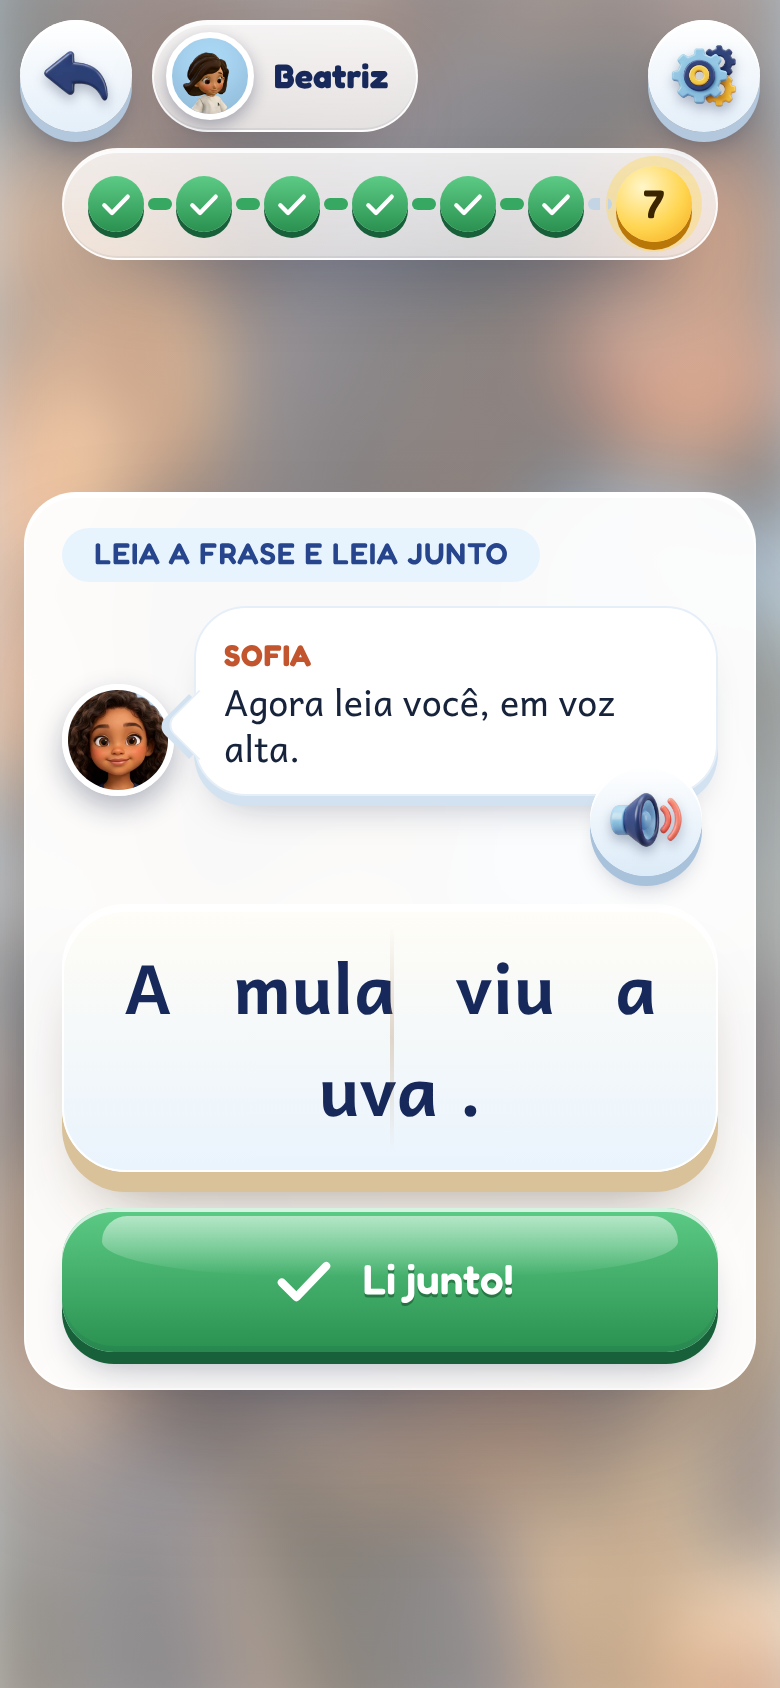 Beatriz
7
LEIA A FRASE E LEIA JUNTO
SOFIA
Agora leia você, em voz
alta.
A mula viu a
uva .
Li junto!